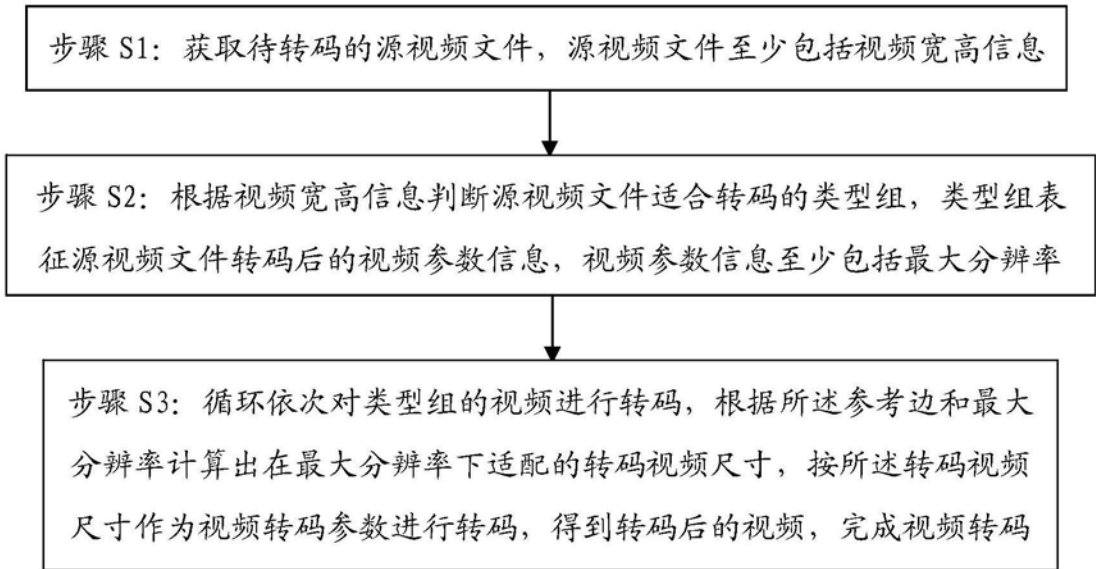 步骤 S1：获取待转码的源视频文件，源视频文件至少包括视频宽高信息
步骤 S2：根据视频宽高信息判断源视频文件适合转码的类型组，类型组表
征源视频文件转码后的视频参数信息，视频参数信息至少包括最大分辨率
步骤 S3：循环依次对类型组的视频进行转码，根据所述参考边和最大
分辨率计算出在最大分辨率下适配的转码视频尺寸，按所述转码视频
尺寸作为视频转码参数进行转码，得到转码后的视频，完成视频转码